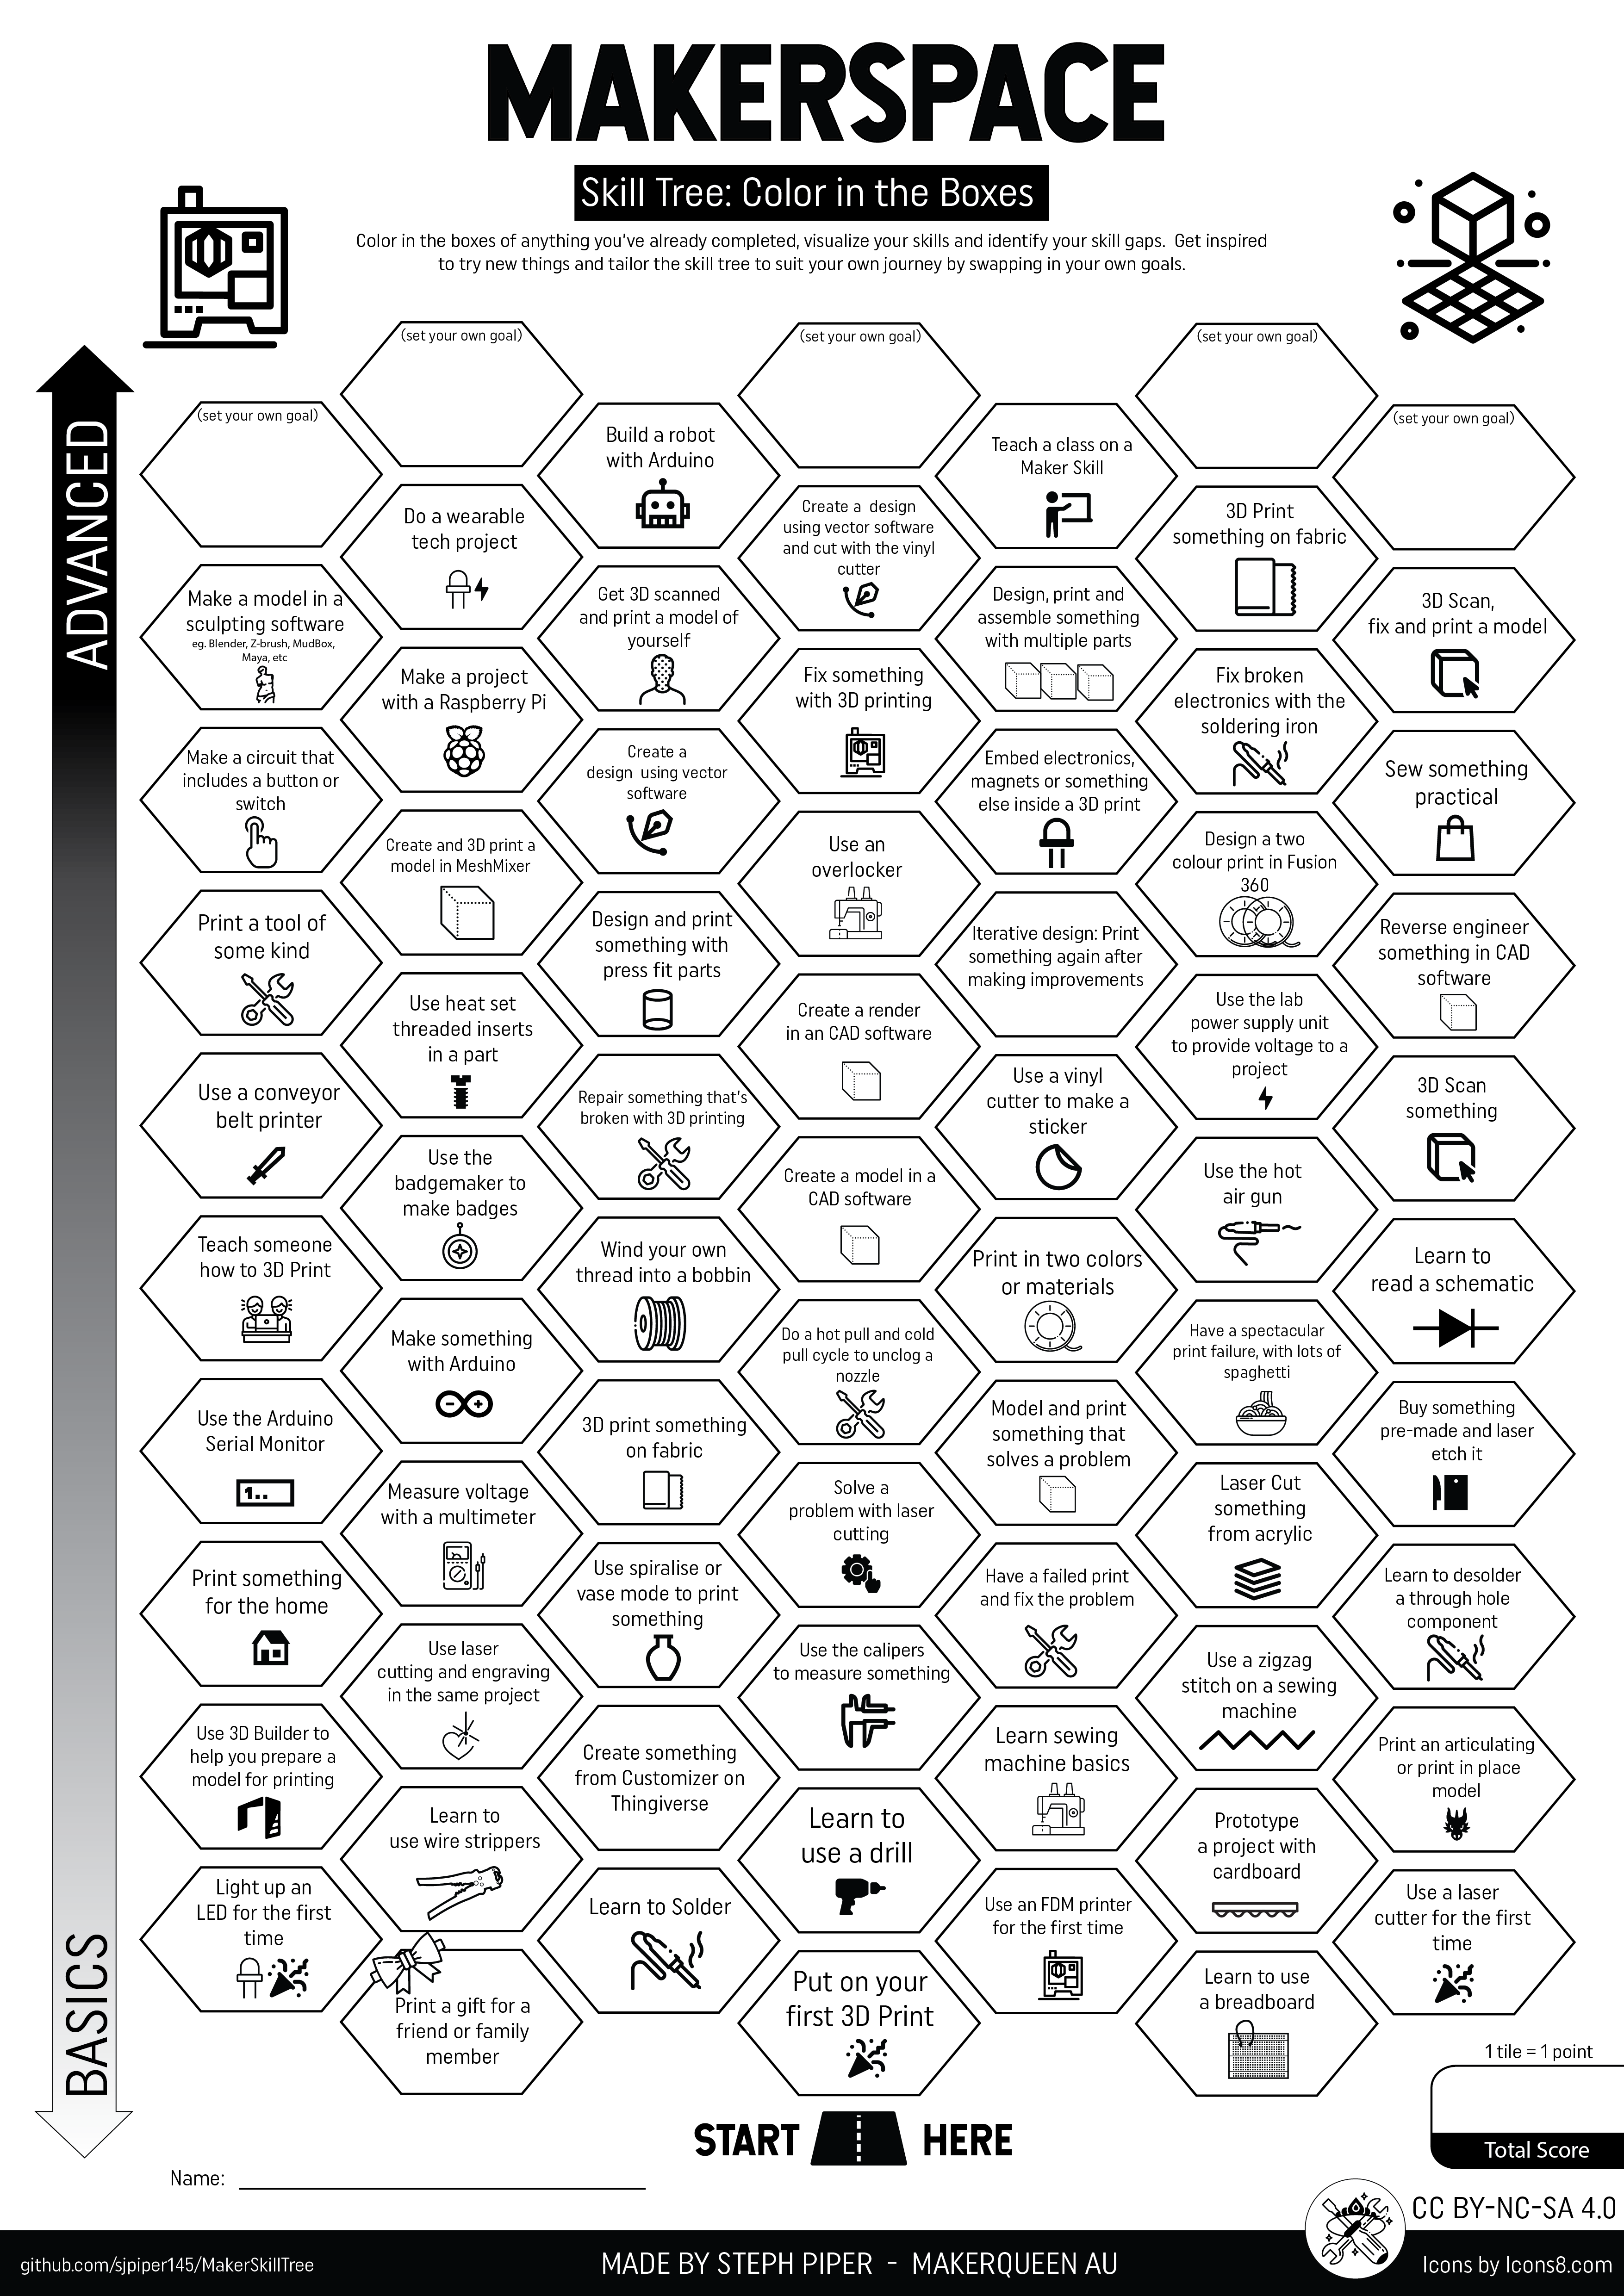 MAKERSPACE
Skill Tree: Color in the Boxes
Color in the boxes of anything you've already completed, visualize your skills and identify your skill gaps. Get inspired
to try new things and tailor the skill tree to suit your own journey by swapping in your own goals.
ADVANCED
BASICS
(set your own goal)
(set your own goal)
(set your own goal)
(set your own goal)
(set your own goal)
Build a robot
with Arduino
Teach a class on a
Maker Skill
Do a wearable
tech project
Create a design
using vector software
and cut with the vinyl
cutter
3D Print
something on fabric
Make a model in a
sculpting software
eg. Blender, Z-brush, MudBox,
Maya, etc
Get 3D scanned
and print a model of
yourself
Design, print and
assemble something
with multiple parts
3D Scan,
fix and print a model
Make a project
with a Raspberry Pi
Fix something
with 3D printing
Fix broken
electronics with the
soldering iron
Make a circuit that
includes a button or
switch
Create a
design using vector
software
Embed electronics,
magnets or something
else inside a 3D print
Sew something
practical
Create and 3D print a
model in MeshMixer
Use an
overlocker
Design a two
colour print in Fusion
360
Print a tool of
some kind
Design and print
something with
press fit parts
Iterative design: Print
something again after
making improvements
Reverse engineer
something in CAD
software
Use heat set
threaded inserts
in a part
Create a render
in an CAD software
Use the lab
power supply unit
to provide voltage to a
project
Use a conveyor
belt printer
Repair something that's
broken with 3D printing
Use a vinyl
cutter to make a
sticker
3D Scan
something
Use the
badgemaker to
make badges
Create a model in a
CAD software
Use the hot
air gun
Teach someone
how to 3D Print
Wind your own
thread into a bobbin
Print in two colors
or materials
Learn to
read a schematic
Make something
with Arduino
Do a hot pull and cold
pull cycle to unclog a
nozzle
Have a spectacular
print failure, with lots of
spaghetti
Use the Arduino
Serial Monitor
1..
3D print something
on fabric
Model and print
something that
solves a problem
Buy something
pre-made and laser
etch it
Measure voltage
with a multimeter
Solve a
problem with laser
cutting
Laser Cut
something
from acrylic
Print something
for the home
Use spiralise or
vase mode to print
something
Have a failed print
and fix the problem
Learn to desolder
a through hole
component
Use laser
cutting and engraving
in the same project
Use the calipers
to measure something
Use a zigzag
stitch on a sewing
machine
Use 3D Builder to
help you prepare a
model for printing
Create something
from Customizer on
Thingiverse
Learn sewing
machine basics
Print an articulating
or print in place
model
Learn to
use wire strippers
Learn to
use a drill
Prototype
a project with
cardboard
Light up an
LED for the first
time
Learn to Solder
Use an FDM printer
for the first time
Use a laser
cutter for the first
time
Print a gift for a
friend or family
member
Put on your
first 3D Print
Learn to use
a breadboard
1 tile = 1 point
Total Score
START HERE
Name:
CC BY-NC-SA 4.0
github.com/sjpiper145/MakerSkillTree
MADE BY STEPH PIPER - MAKERQUEEN AU
Icons by Icons8.com